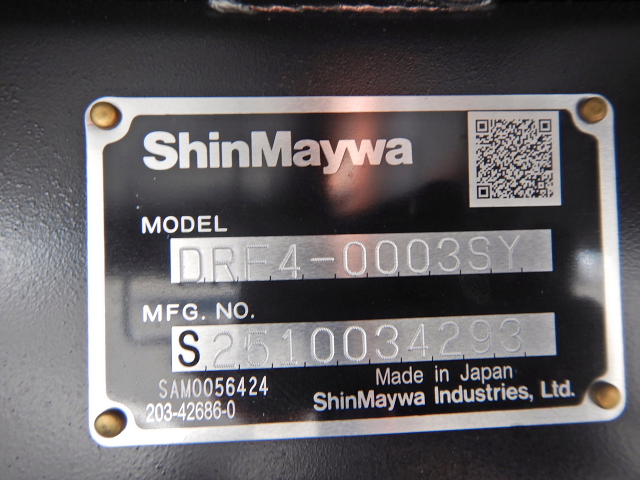 ShinMaywa
MODEL
DRF4-0003SY
MFG. NO.
S2510034293
SAM0056424
Made in Japan
203-42686-0
ShinMaywa Industries, Ltd.